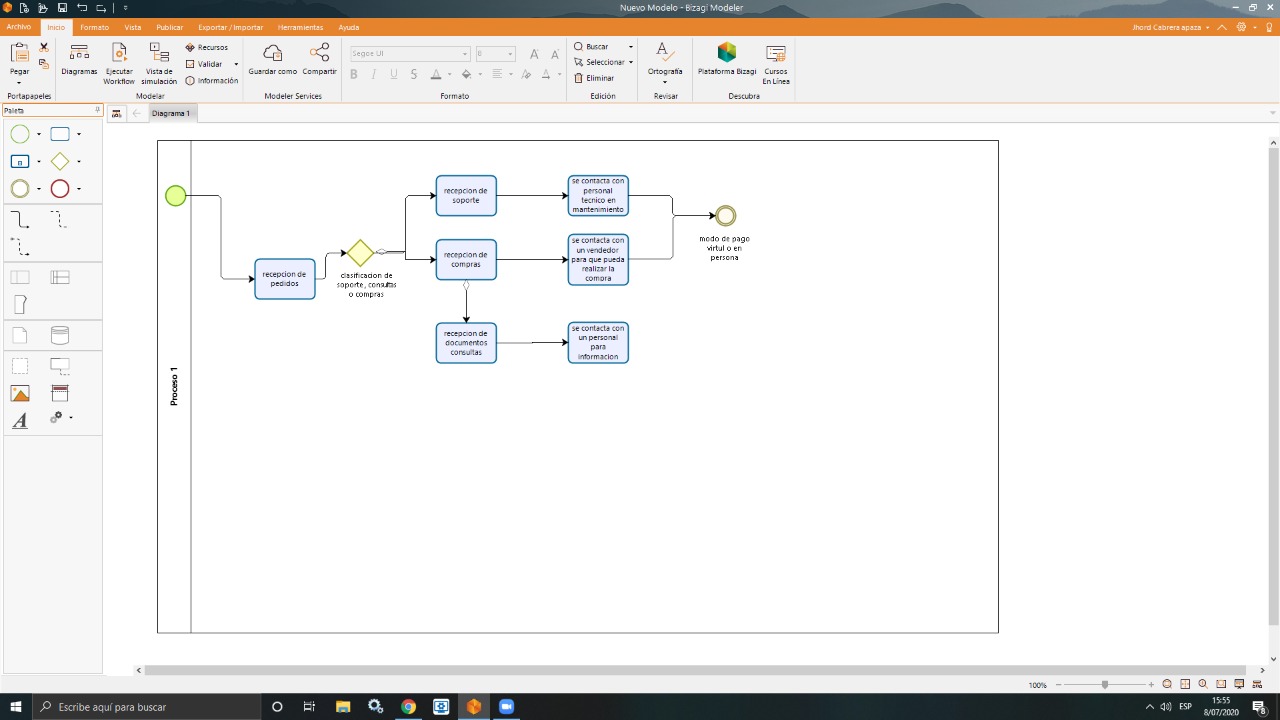 Nuevo Modelo - Bizagi Modeler
Archivo
Inicio
Formato
Vista
Publicar
Exportar / Importar
Herramientas
Ayuda
Jhord Cabrera apaza
Pegar
Portapapeles
Diagramas
Ejecutar
Workflow
Vista de
simulación
Recursos
Validar
Información
Modelar
Guardar como
Compartir
Modeler Services
Segoe UI
0
B
I
U
S
Formato
Buscar
Seleccionar
Eliminar
Edición
Ortografía
Revisar
Plataforma Bizagi
Cursos
En Línea
Descubra
Paleta
Diagrama 1
Proceso 1
recepcion de
pedidos
clasificacion de
soporte, consultas
o compras
recepcion de
soporte
se contacta con
personal
tecnico en
mantenimiento
recepcion de
compras
se contacta con
un vendedor
para que pueda
realizar la
compra
modo de pago
virtul o en
persona
recepcion de
documentos
consultas
se contacta con
un personal
para
informacion
100%
Escribe aquí para buscar
ESP
15:55
8/07/2020
8